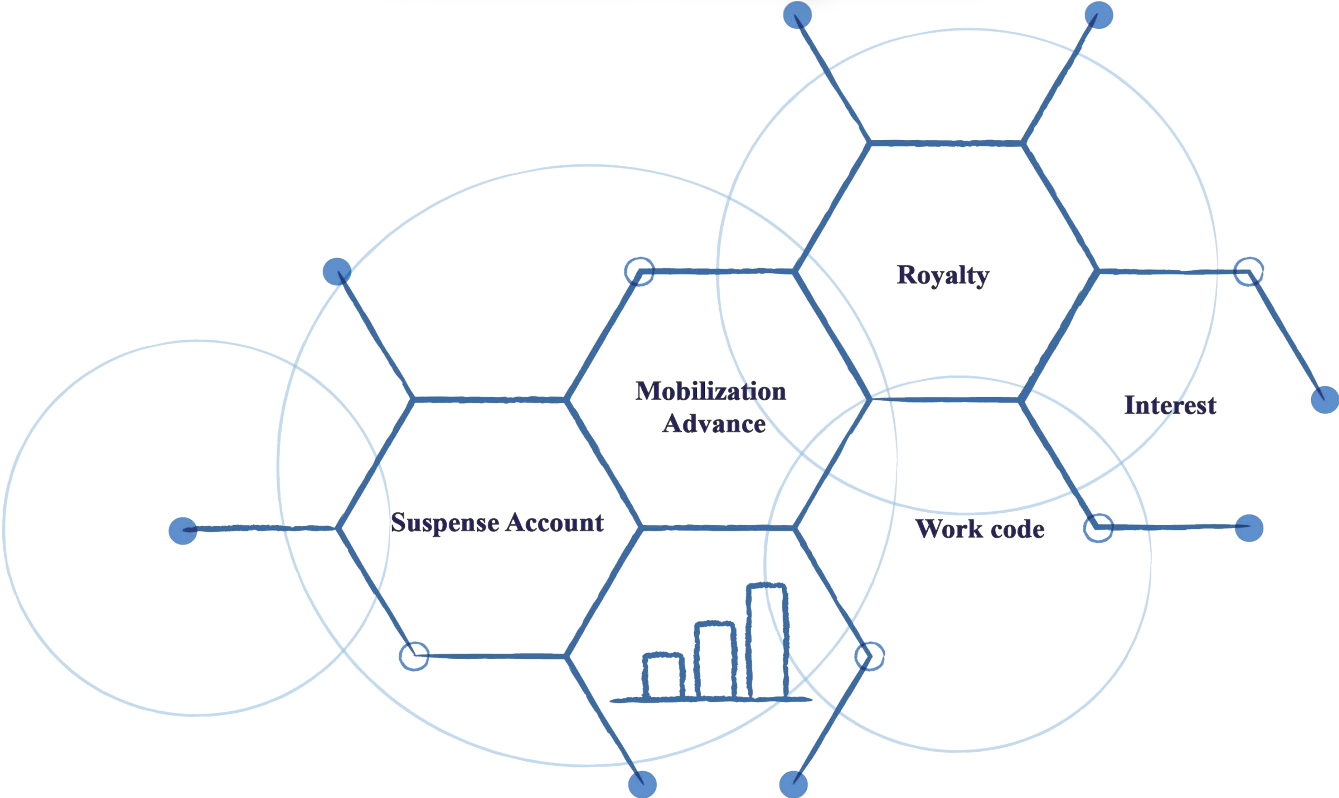 Royalty
Mobilization
Advance
Interest
Suspense Account
Work code